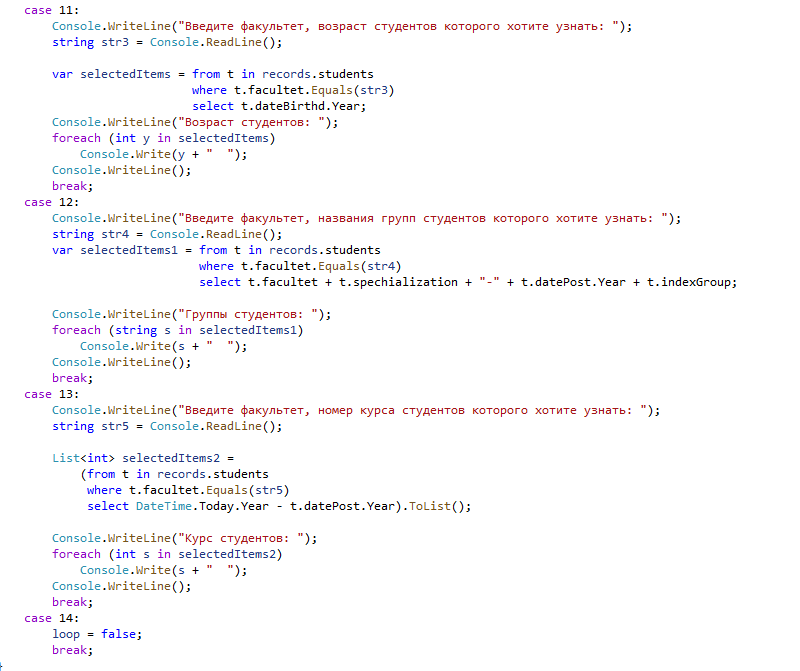 case 11:
Console.WriteLine("Введите факультет, возраст студентов которого хотите узнать: ");
string str3 = Console.ReadLine();
var selectedItems = from t in records.students
where t.facultet.Equals(str3)
select t.dateBirthd.Year;
Console.WriteLine("Возраст студентов: ");
foreach (int y in selectedItems)
Console.Write(y + "  ");
Console.WriteLine();
break;
case 12:
Console.WriteLine("Введите факультет, названия групп студентов которого хотите узнать: ");
string str4 = Console.ReadLine();
var selectedItems1 = from t in records.students
where t.facultet.Equals(str4)
select t.facultet + t.spechialization + "-" + t.datePost.Year + t.indexGroup;
Console.WriteLine("Группы студентов: ");
foreach (string s in selectedItems1)
Console.Write(s + "  ");
Console.WriteLine();
break;
case 13:
Console.WriteLine("Введите факультет, номер курса студентов которого хотите узнать: ");
string str5 = Console.ReadLine();
List<int> selectedItems2 =
(from t in records.students
where t.facultet.Equals(str5)
select DateTime.Today.Year - t.datePost.Year).ToList();
Console.WriteLine("Курс студентов: ");
foreach (int s in selectedItems2)
Console.Write(s + "  ");
Console.WriteLine();
break;
case 14:
loop = false;
break;